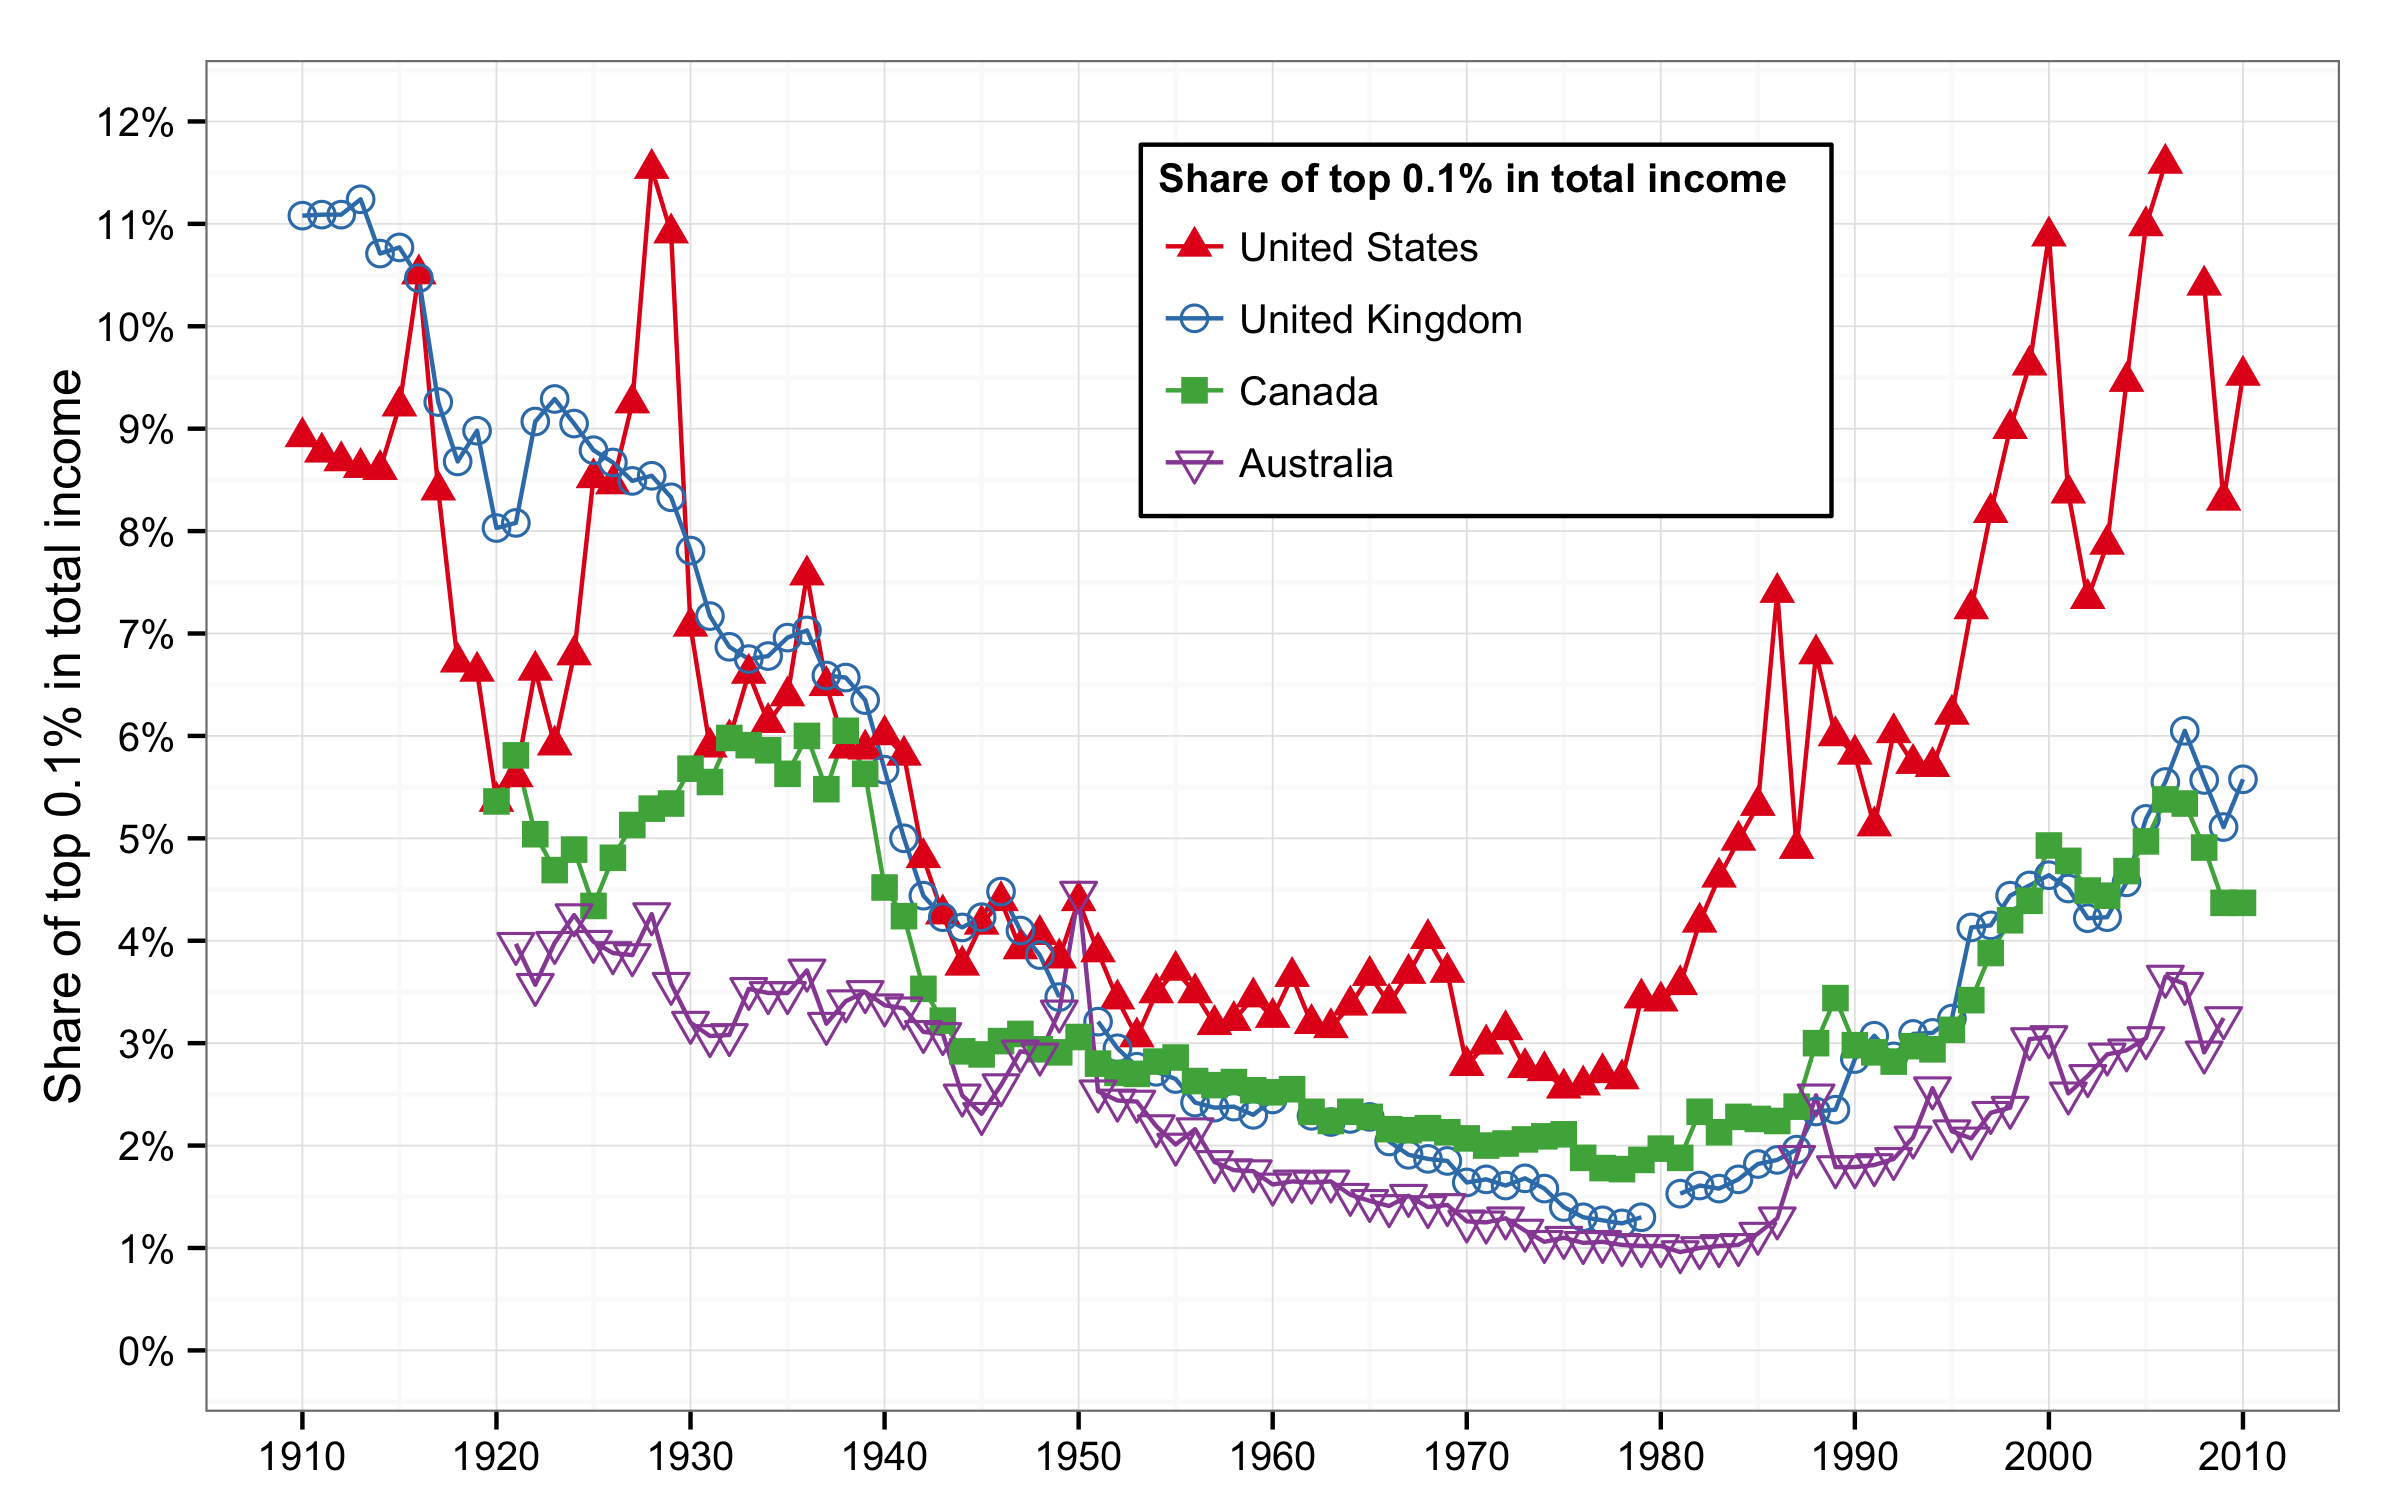 Share of top 0.1% in total income
12%
11%
10%
9%
8%
7%
6%
5%
4%
3%
2%
1%
0%
Share of top 0.1% in total income
United States
United Kingdom
Canada
Australia
1910 1920 1930 1940 1950 1960 1970 1980 1990 2000 2010